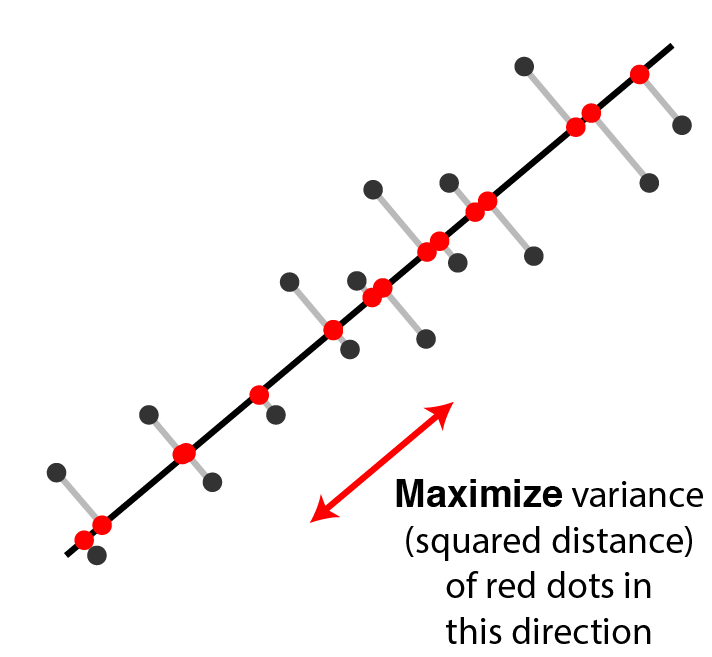 Maximize variance
(squared distance)
of red dots in
this direction